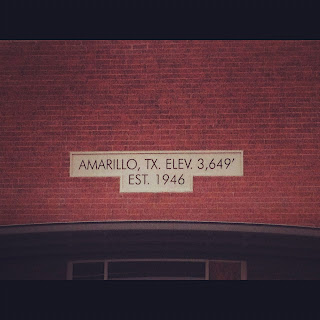 AMARILLO, TX. ELEV. 3,649'
EST. 1946